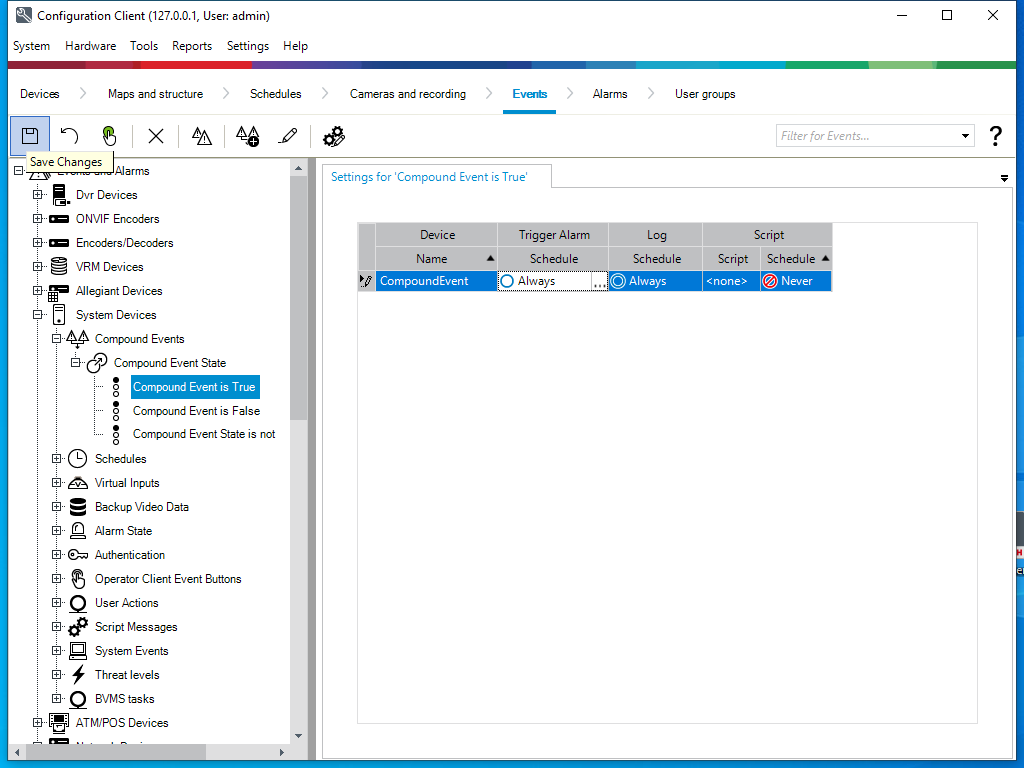 Configuration Client (127.0.0.1, User: admin)
System Hardware Tools Reports Settings Help
Devices Maps and structure Schedules Cameras and recording Events Alarms User groups
Filter for Events...
?
Save Changes
Events and Alarms
Dvr Devices
ONVIF Encoders
Encoders/Decoders
VRM Devices
Allegiant Devices
System Devices
Compound Events
Compound Event State
Compound Event is True
Compound Event is False
Compound Event State is not
Schedules
Virtual Inputs
Backup Video Data
Alarm State
Authentication
Operator Client Event Buttons
User Actions
Script Messages
System Events
Threat levels
BVMS tasks
ATM/POS Devices
Settings for 'Compound Event is True'
Device Trigger Alarm Log Script
Name Schedule Schedule Script Schedule
CompoundEvent Always ... Always <none> Never